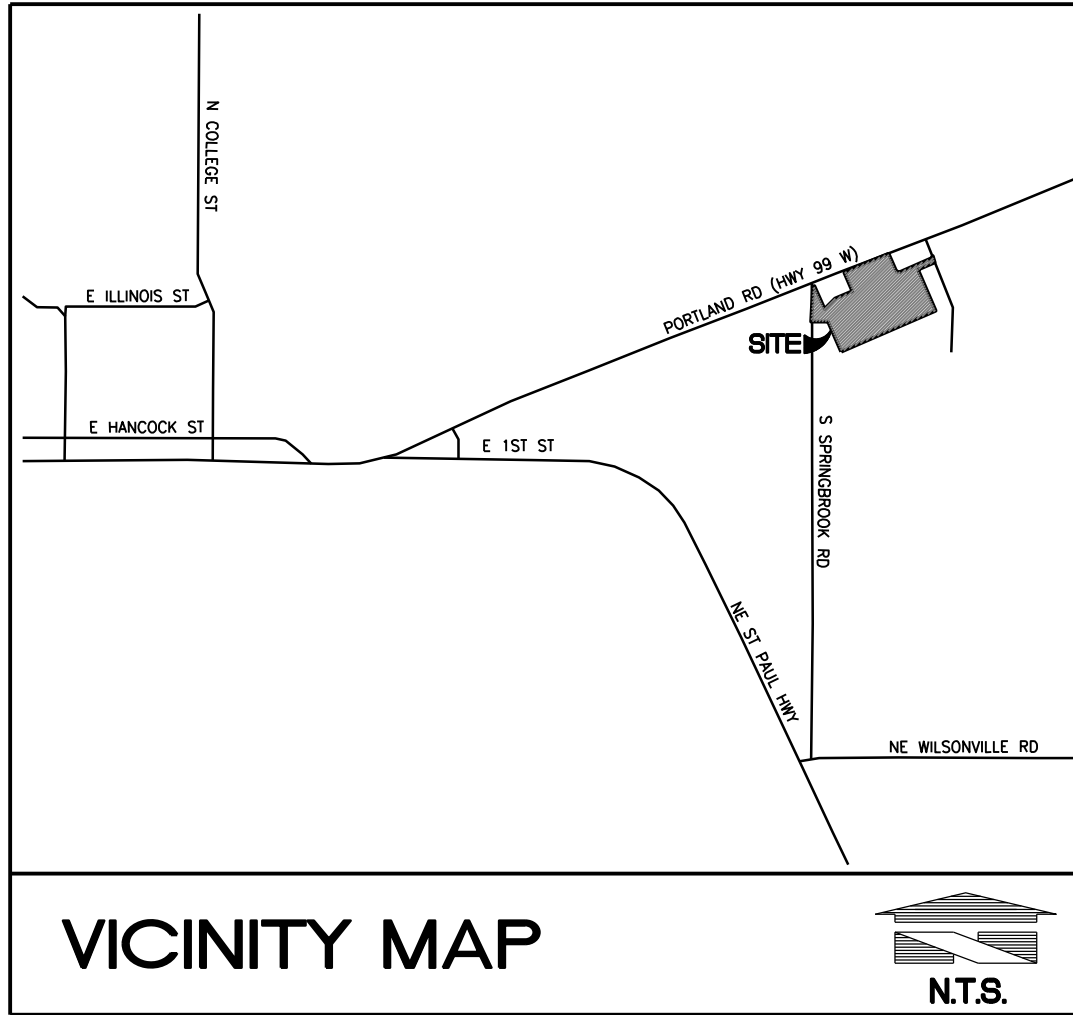 N COLLEGE ST
E ILLINOIS ST
PORTLAND RD (HWY 99 W)
SITE
E HANCOCK ST
E 1ST ST
S SPRINGBROOK RD
NE ST PAUL HWY
NE WILSONVILLE RD
VICINITY MAP
N.T.S.